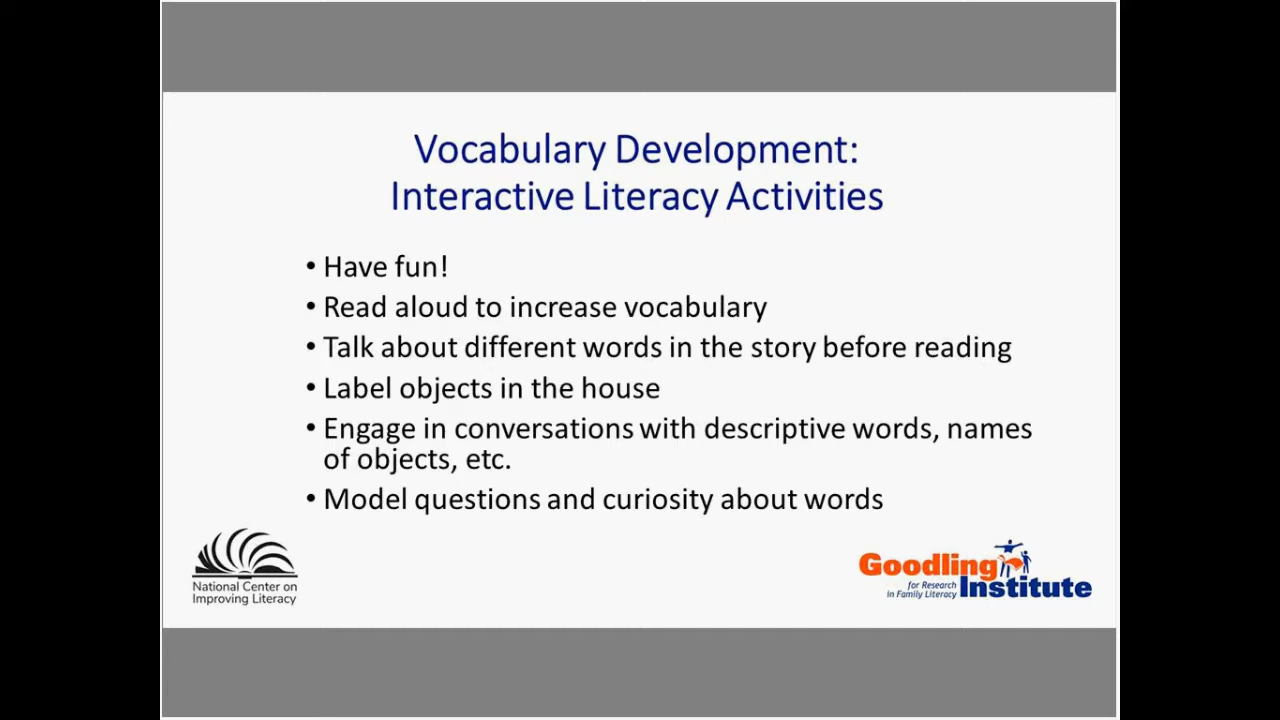 Vocabulary Development:
Interactive Literacy Activities
• Have fun!
• Read aloud to increase vocabulary
• Talk about different words in the story before reading
• Label objects in the house
• Engage in conversations with descriptive words, names
of objects, etc.
• Model questions and curiosity about words
National Center on
Improving Literacy
Goodling
for Research
in Family Literacy
Institute